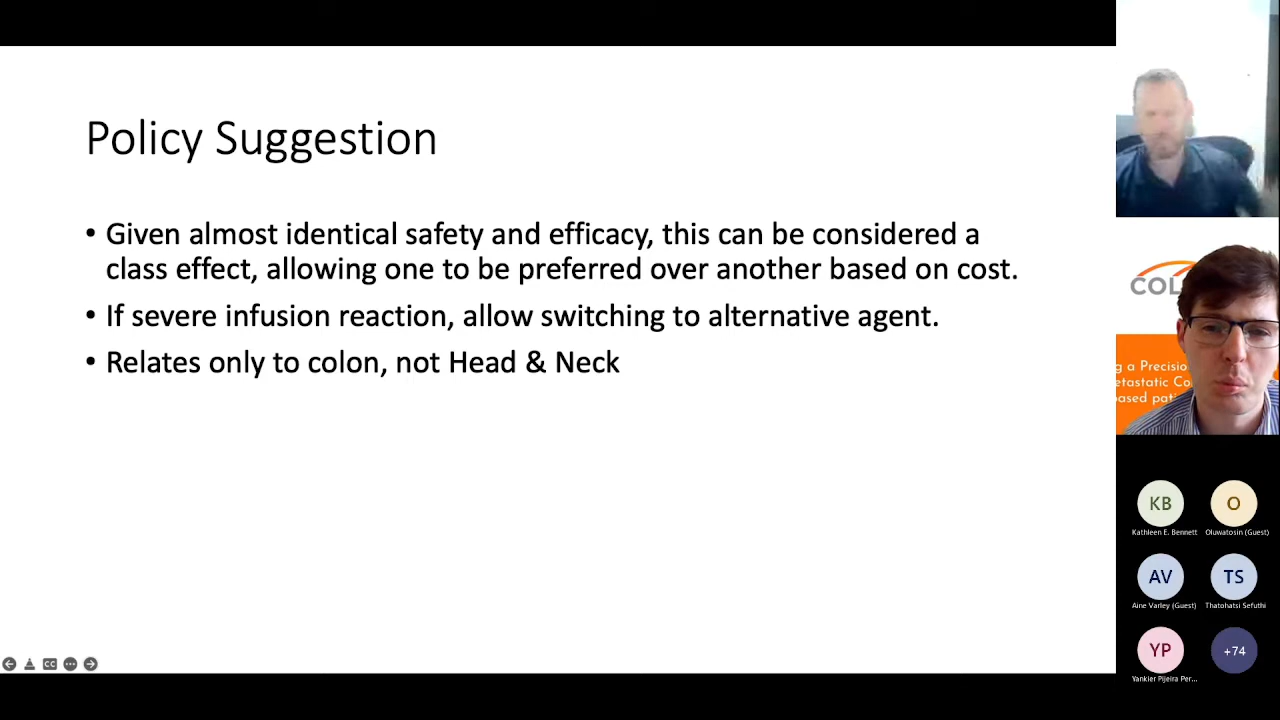 Policy Suggestion
• Given almost identical safety and efficacy, this can be considered a
class effect, allowing one to be preferred over another based on cost.
• If severe infusion reaction, allow switching to alternative agent.
• Relates only to colon, not Head & Neck
CC
COL
g a Precisio
etastatic Co
ased pati
KB
O
Kathleen E. Bennett
Oluwatosin (Guest)
AV
TS
Aine Varley (Guest)
Thatohatsi Sefuthi
YP
+74
Yankier Pijeira Per...